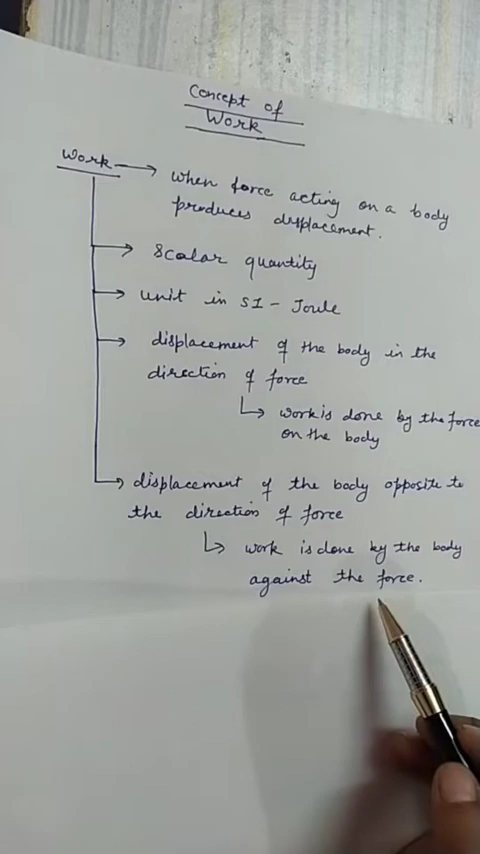 Concept of
Work
Work → when force acting on a body
produces displacement.
→ Scalar quantity
→ unit in SI - Joule
→ displacement of the body in the
direction of force
↳ work is done by the force
on the body
→ displacement of the body opposite to
the direction of force
↳ work is done by the body
against the force.